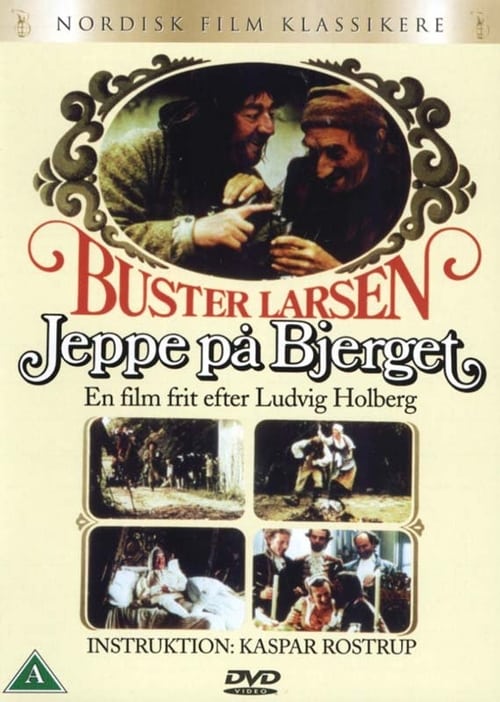 NORDISK FILM KLASSIKERE
BUSTER LARSEN
Jeppe på Bjerget
En film frit efter Ludvig Holberg
INSTRUKTION: KASPAR ROSTRUP
A
DVD
VIDEO